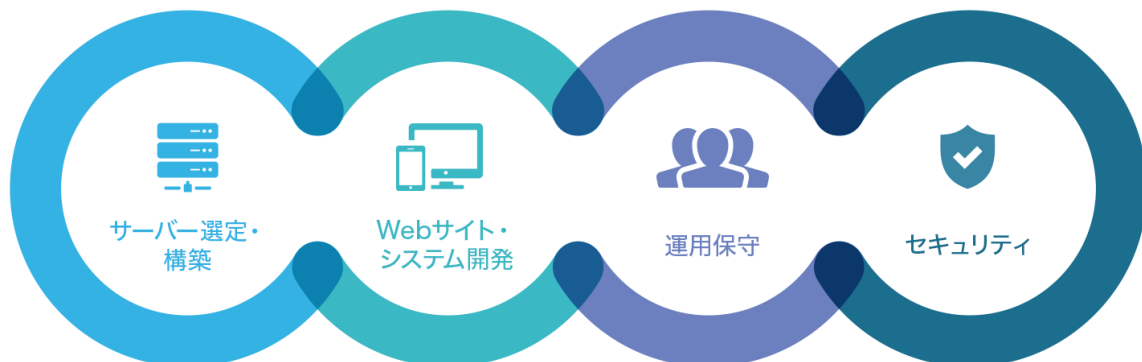 サーバー選定・
構築
Webサイト・
システム開発
運用保守
セキュリティ